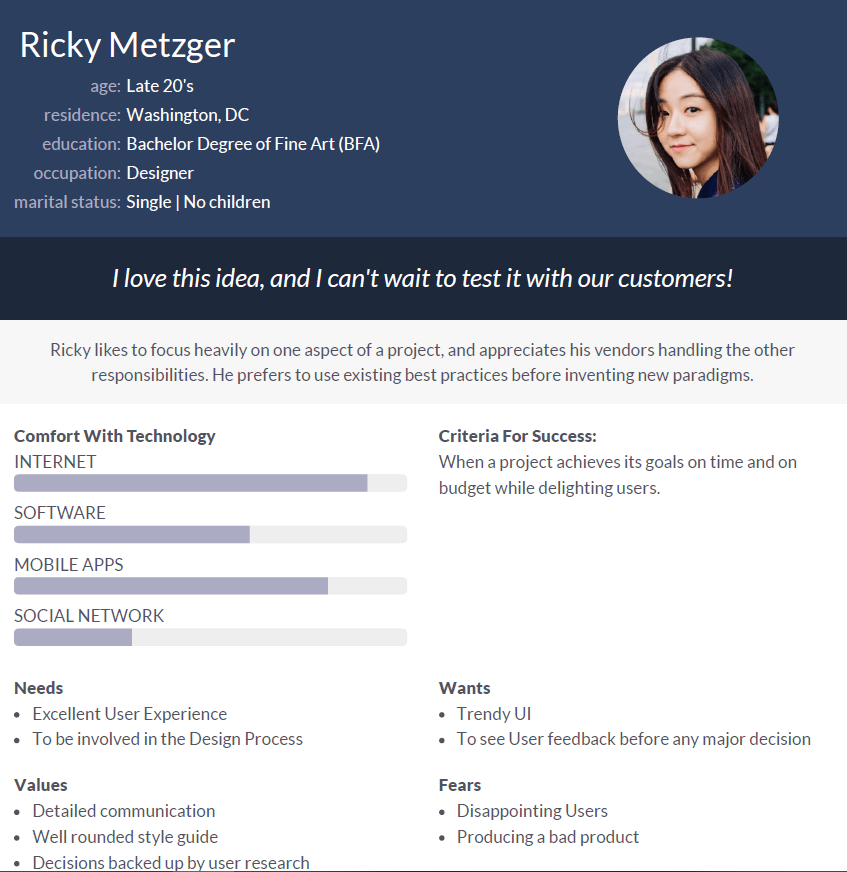 Ricky Metzger
age: Late 20's
residence: Washington, DC
education: Bachelor Degree of Fine Art (BFA)
occupation: Designer
marital status: Single | No children
I love this idea, and I can't wait to test it with our customers!
Ricky likes to focus heavily on one aspect of a project, and appreciates his vendors handling the other
responsibilities. He prefers to use existing best practices before inventing new paradigms.
Comfort With Technology
INTERNET
SOFTWARE
MOBILE APPS
SOCIAL NETWORK
Criteria For Success:
When a project achieves its goals on time and on
budget while delighting users.
Needs
• Excellent User Experience
• To be involved in the Design Process
Wants
• Trendy UI
• To see User feedback before any major decision
Values
• Detailed communication
• Well rounded style guide
• Decisions backed up by user research
Fears
• Disappointing Users
• Producing a bad product